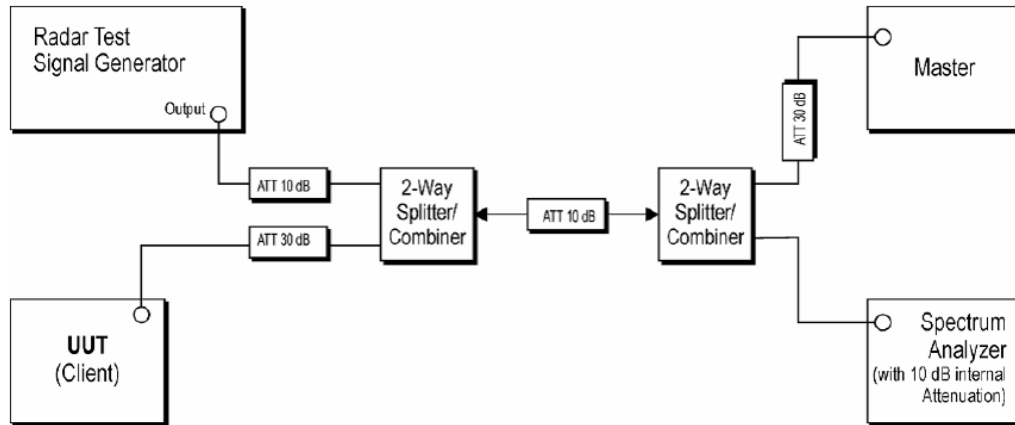 Radar Test
Signal Generator
Output
Master
ATT 30 dB
ATT 10 dB
2-Way
Splitter/
Combiner
ATT 10 dB
2-Way
Splitter/
Combiner
ATT 30 dB
UUT
(Client)
Spectrum
Analyzer
(with 10 dB internal
Attenuation)